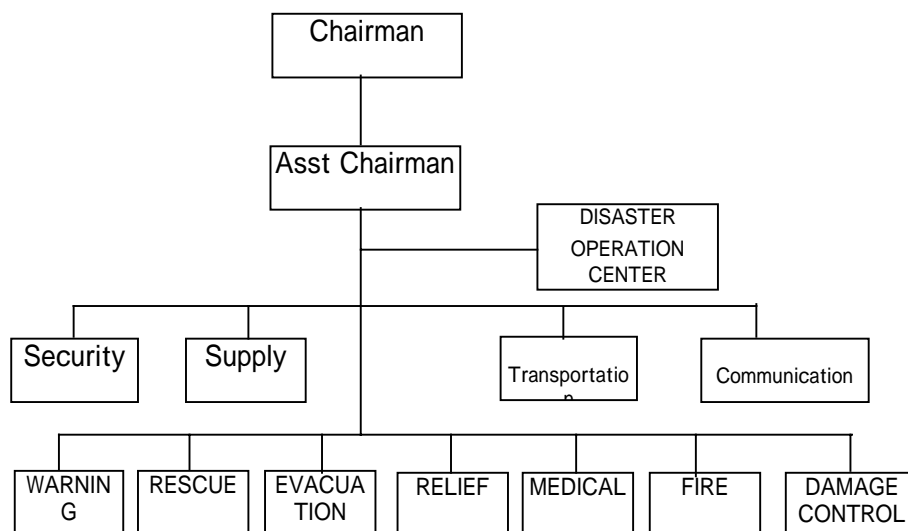 Chairman
Asst Chairman
DISASTER
OPERATION
CENTER
Security
Supply
Transportatio
n
Communication
WARNIN
G
RESCUE
EVACUA
TION
RELIEF
MEDICAL
FIRE
DAMAGE
CONTROL